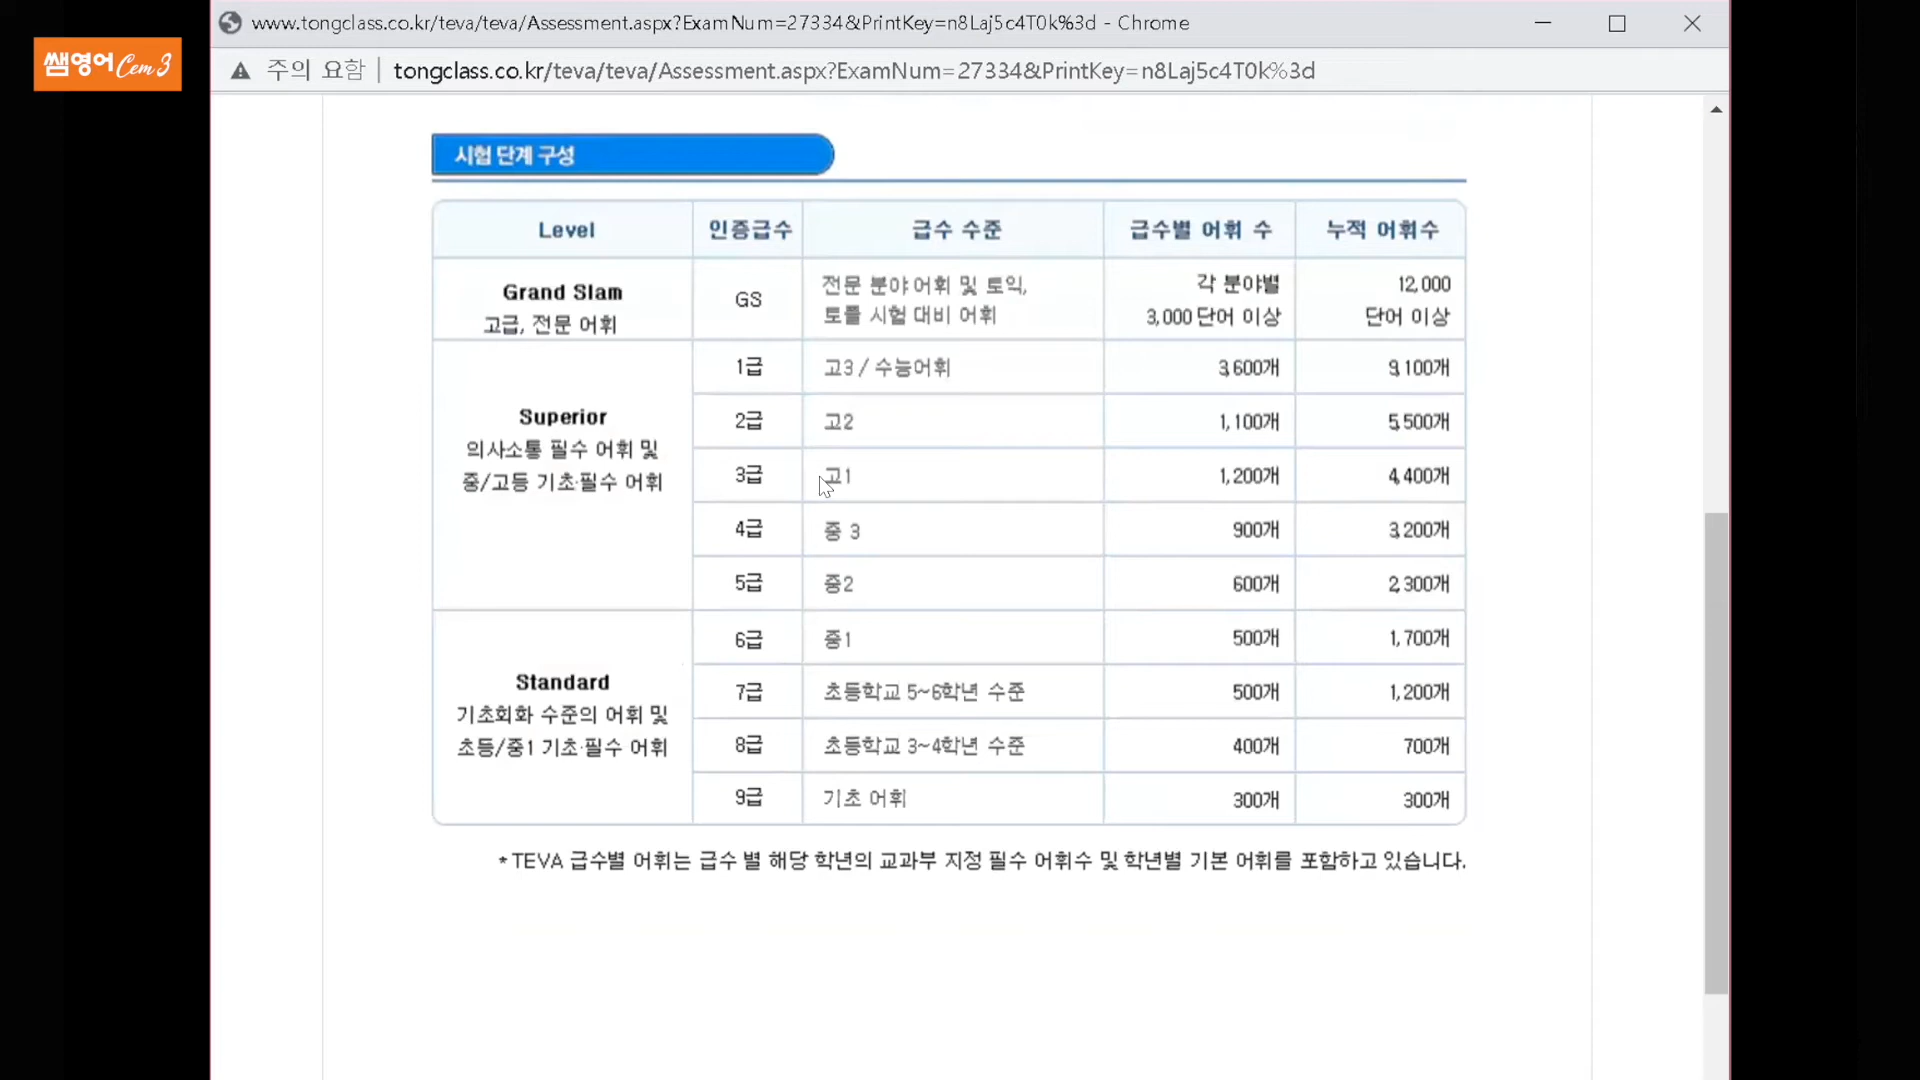 www.tongclass.co.kr/teva/teva/Assessment.aspx?ExamNum=27334&PrintKey=n8Laj5c4T0k%3d - Chrome
쌤영어 Cem 3
주의 요함 | tongclass.co.kr/teva/teva/Assessment.aspx?ExamNum=27334&PrintKey=n8Laj5c4T0k%3d
시험 단계 구성
Level 인증급수 급수 수준 급수별 어휘 수 누적 어휘수
Grand Slam
고급, 전문 어휘
GS
전문 분야 어휘 및 토익,
토플 시험 대비 어휘
각 분야별
3,000 단어 이상
12,000
단어 이상
Superior
의사소통 필수 어휘 및
중/고등 기초·필수 어휘
1급 고3 / 수능어휘 3,600개 9,100개
2급 고2 1,100개 5,500개
3급 고1 1,200개 4,400개
4급 중 3 900개 3,200개
5급 중2 600개 2,300개
Standard
기초회화 수준의 어휘 및
초등/중1 기초·필수 어휘
6급 중1 500개 1,700개
7급 초등학교 5~6학년 수준 500개 1,200개
8급 초등학교 3~4학년 수준 400개 700개
9급 기초 어휘 300개 300개
* TEVA 급수별 어휘는 급수 별 해당 학년의 교과부 지정 필수 어휘수 및 학년별 기본 어휘를 포함하고 있습니다.